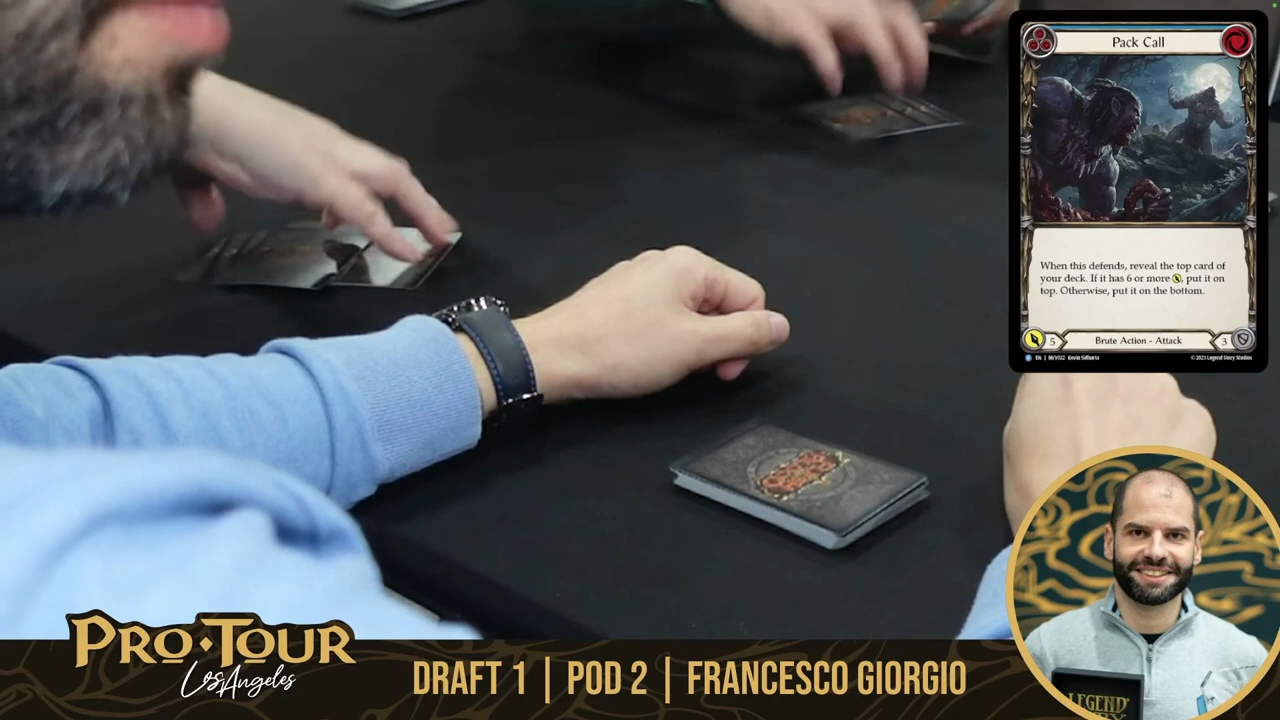 Pack Call
When this defends, reveal the top card of
your deck. If it has 6 or more , put it on
top. Otherwise, put it on the bottom.
5 Brute Action - Attack 3
PRO TOUR
Los Angeles
DRAFT 1 | POD 2 | FRANCESCO GIORGIO
LEGEND